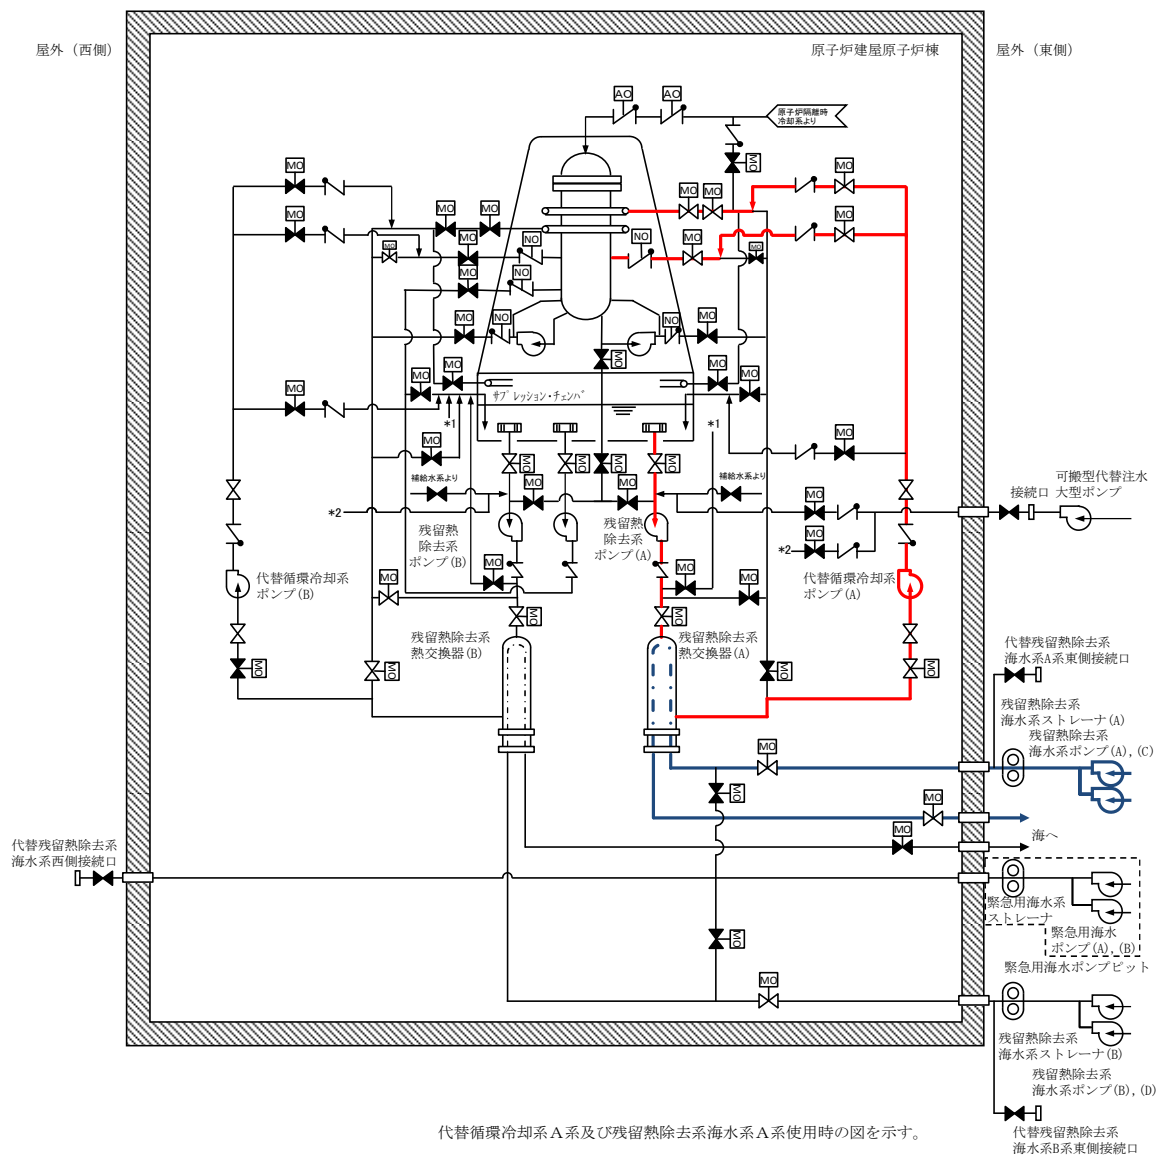 屋外（西側）
原子炉建屋原子炉棟
屋外（東側）
AO
AO
原子炉隔離時
冷却系より
MO
MO
MO
MO
MO
MO
MO
MO
MO
MO
MO
MO
MO
NO
NO
MO
MO
MO
NO
MO
MO
NO
NO
MO
MO
MO
MO
MO
MO
MO
サプレッション・チェンバ
*1
*1
MO
MO
MO
MO
MO
MO
MO
補給水系より
補給水系より
MO
MO
MO
*2
*2
接続口
可搬型代替注水
大型ポンプ
残留熱
除去系
ポンプ(B)
残留熱
除去系
ポンプ(A)
MO
MO
MO
MO
MO
代替循環冷却系
ポンプ(B)
代替循環冷却系
ポンプ(A)
MO
MO
残留熱除去系
熱交換器(B)
残留熱除去系
熱交換器(A)
MO
MO
MO
MO
代替残留熱除去系
海水系A系東側接続口
残留熱除去系
海水系ストレーナ(A)
残留熱除去系
海水系ポンプ(A),(C)
MO
MO
MO
MO
海へ
代替残留熱除去系
海水系西側接続口
緊急用海水系
ストレーナ
緊急用海水
ポンプ(A),(B)
緊急用海水ポンプピット
MO
MO
残留熱除去系
海水系ストレーナ(B)
残留熱除去系
海水系ポンプ(B),(D)
代替残留熱除去系
海水系B系東側接続口
代替循環冷却系Ａ系及び残留熱除去系海水系Ａ系使用時の図を示す。